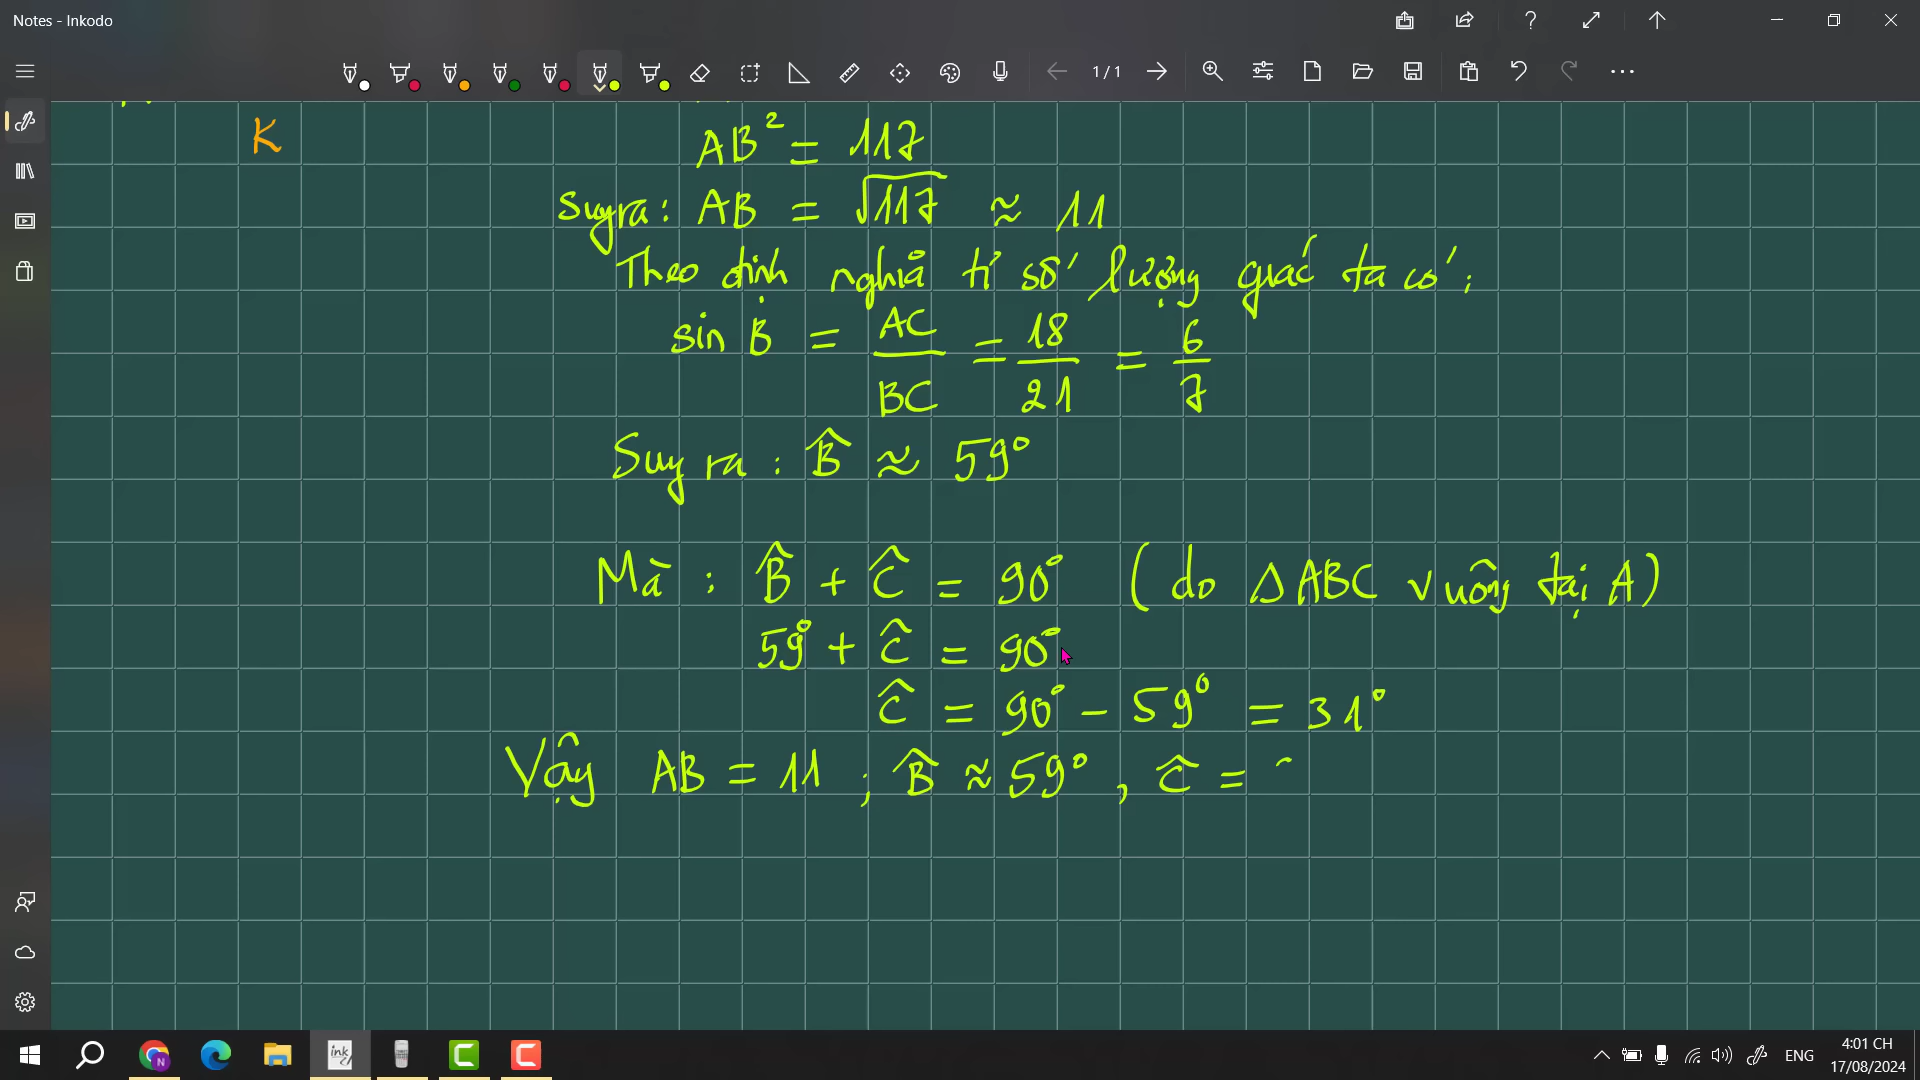 Notes - Inkodo
1 / 1
K
AB² = 117
Suy ra : AB = √117 ≈ 11
Theo định nghĩa tỉ số lượng giác ta có :
sin B = AC/BC = 18/21 = 6/7
Suy ra : B̂ ≈ 59°
Mà : B̂ + Ĉ = 90° (do Δ ABC vuông tại A)
59° + Ĉ = 90°
Ĉ = 90° - 59° = 31°
Vậy AB = 11 ; B̂ ≈ 59° , Ĉ =
ink
4:01 CH
ENG
17/08/2024